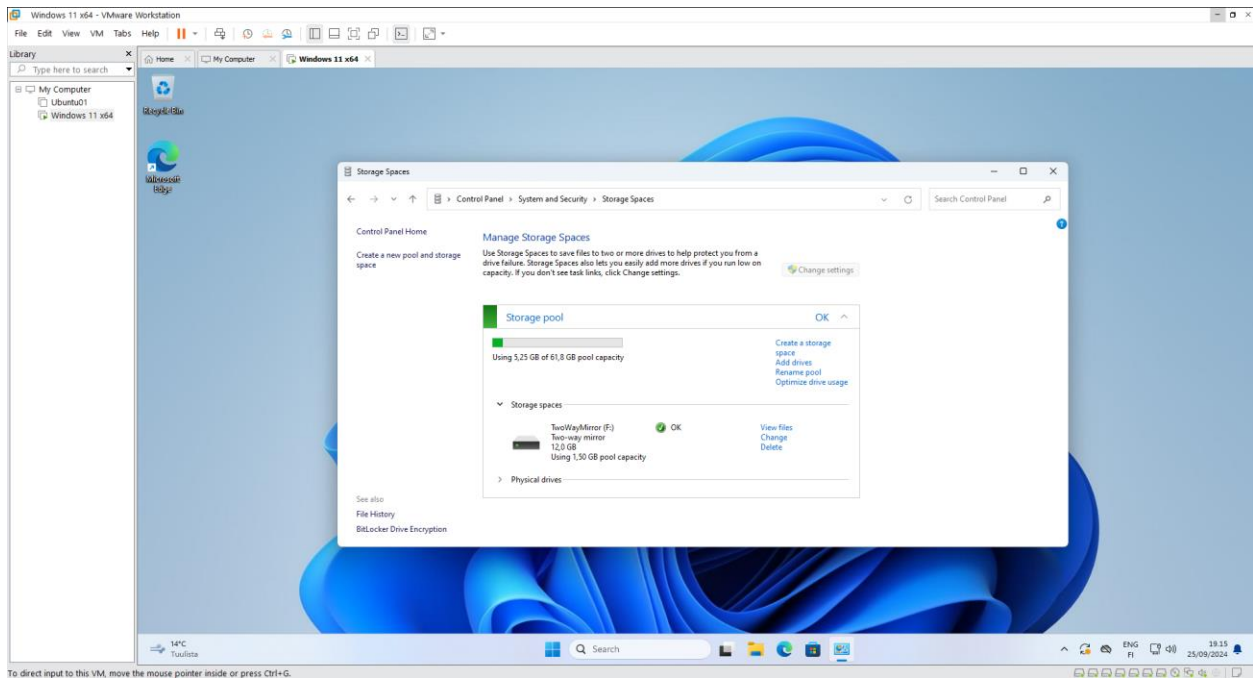 Windows 11 x64 - VMware Workstation
File Edit View VM Tabs Help
Library
Type here to search
My Computer
Ubuntu01
Windows 11 x64
Home
My Computer
Windows 11 x64
Recycle Bin
Microsoft
Edge
Storage Spaces
Control Panel > System and Security > Storage Spaces
Search Control Panel
Control Panel Home
Create a new pool and storage
space
Manage Storage Spaces
Use Storage Spaces to save files to two or more drives to help protect you from a
drive failure. Storage Spaces also lets you easily add more drives if you run low on
capacity. If you don't see task links, click Change settings.
Change settings
Storage pool
OK
Using 5,25 GB of 61,8 GB pool capacity
Create a storage
space
Add drives
Rename pool
Optimize drive usage
Storage spaces
TwoWayMirror (F:)
Two-way mirror
12,0 GB
Using 1,50 GB pool capacity
OK
View files
Change
Delete
Physical drives
See also
File History
BitLocker Drive Encryption
14°C
Tuulista
Search
ENG
FI
19.15
25/09/2024
To direct input to this VM, move the mouse pointer inside or press Ctrl+G.